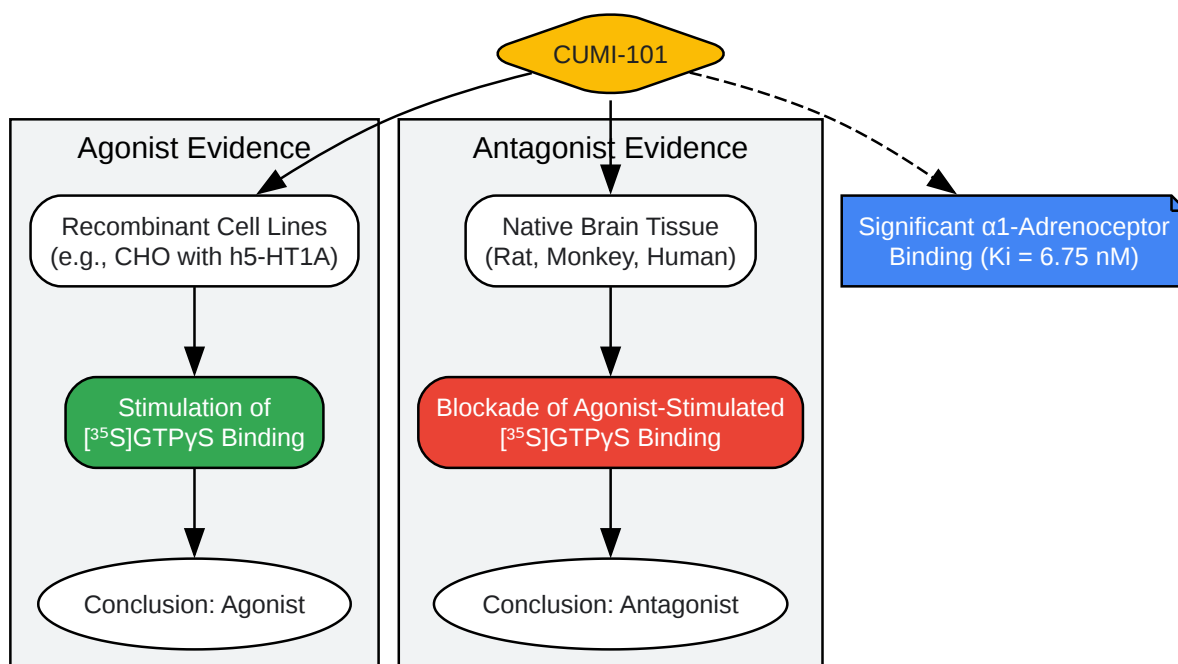 CUMI-101
Agonist Evidence
Recombinant Cell Lines
(e.g., CHO with h5-HT1A)
Stimulation of
[³⁵S]GTPγS Binding
Conclusion: Agonist
Antagonist Evidence
Native Brain Tissue
(Rat, Monkey, Human)
Blockade of Agonist-Stimulated
[³⁵S]GTPγS Binding
Conclusion: Antagonist
Significant α1-Adrenoceptor
Binding (Ki = 6.75 nM)